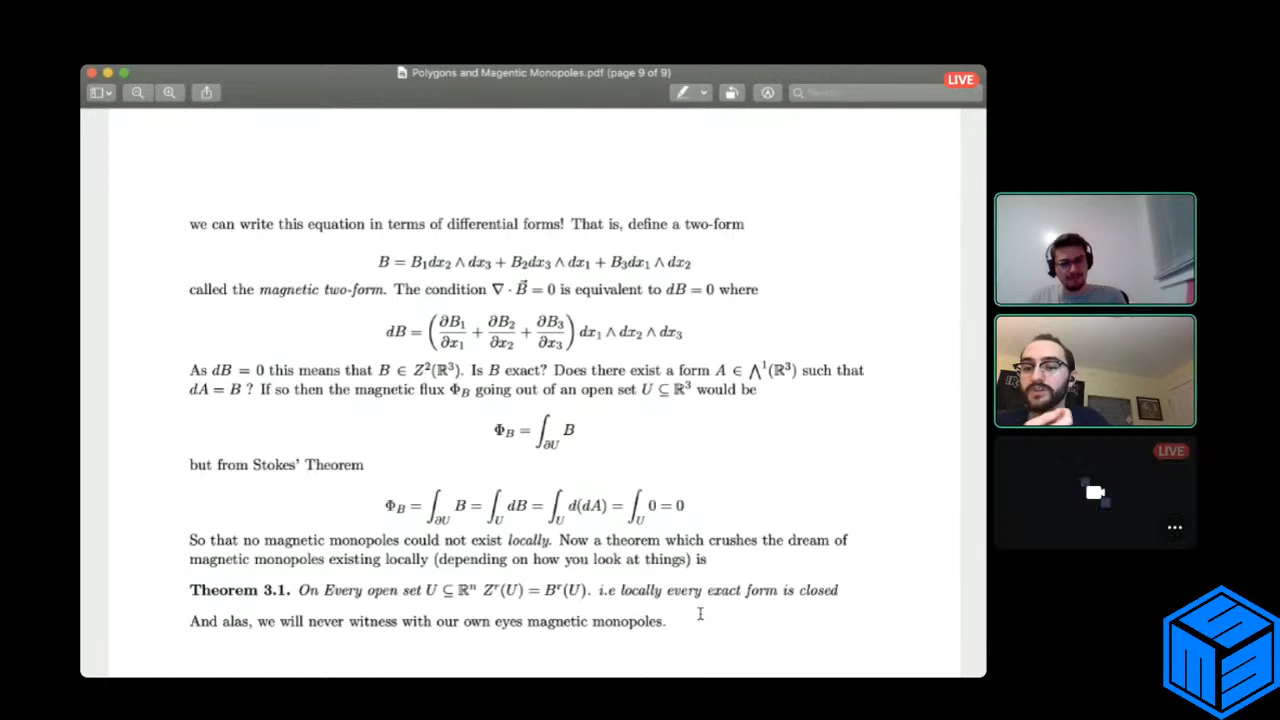 Polygons and Magentic Monopoles.pdf (page 9 of 9)
LIVE
Search
we can write this equation in terms of differential forms! That is, define a two-form
B = B₁dx₂ ∧ dx₃ + B₂dx₃ ∧ dx₁ + B₃dx₁ ∧ dx₂
called the magnetic two-form. The condition ∇ · B⃗ = 0 is equivalent to dB = 0 where
dB = (∂B₁/∂x₁ + ∂B₂/∂x₂ + ∂B₃/∂x₃) dx₁ ∧ dx₂ ∧ dx₃
As dB = 0 this means that B ∈ Z²(ℝ³). Is B exact? Does there exist a form A ∈ ⋀¹(ℝ³) such that
dA = B ? If so then the magnetic flux Φ_B going out of an open set U ⊆ ℝ³ would be
Φ_B = ∫_∂U B
but from Stokes' Theorem
Φ_B = ∫_∂U B = ∫_U dB = ∫_U d(dA) = ∫_U 0 = 0
So that no magnetic monopoles could not exist locally. Now a theorem which crushes the dream of
magnetic monopoles existing locally (depending on how you look at things) is
Theorem 3.1. On Every open set U ⊆ ℝⁿ Zʳ(U) = Bʳ(U). i.e locally every exact form is closed
And alas, we will never witness with our own eyes magnetic monopoles.
LIVE
SM3